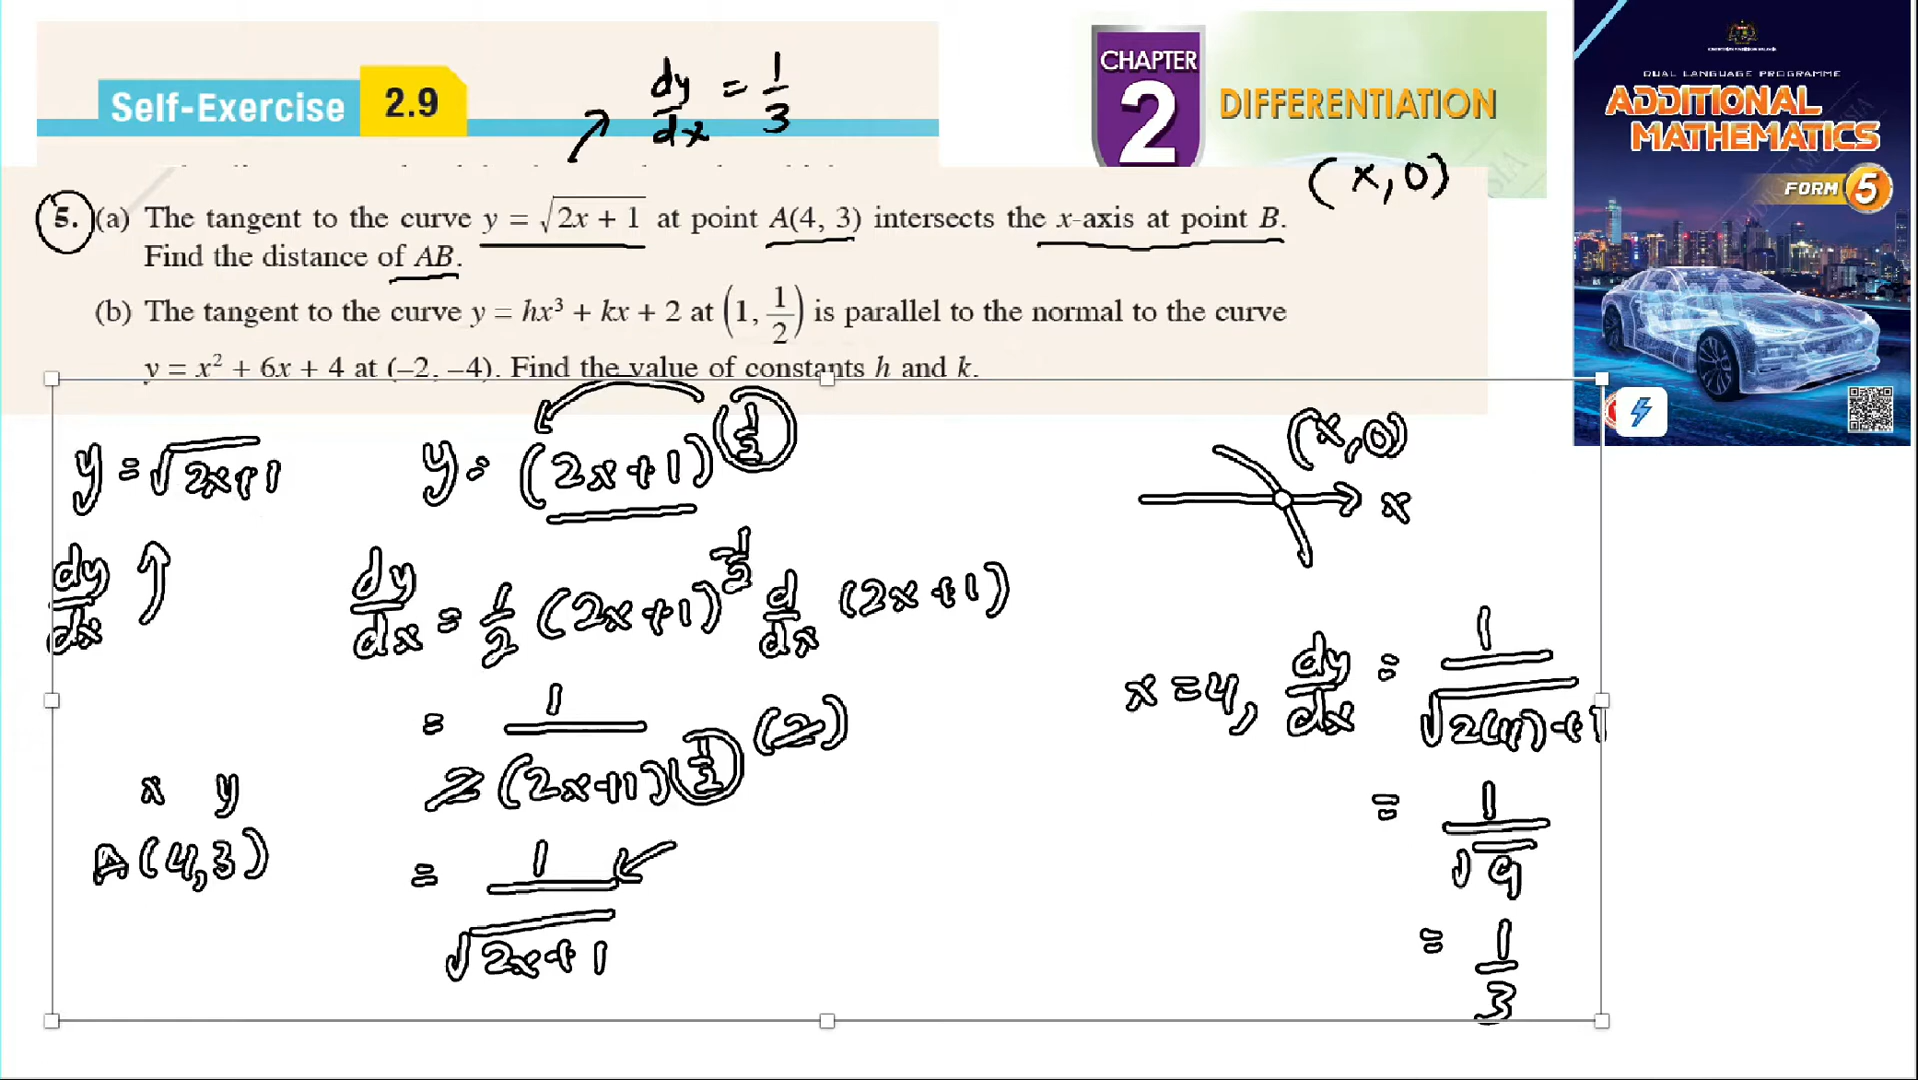 Self-Exercise 2.9
dy/dx = 1/3
CHAPTER 2
DIFFERENTIATION
DUAL LANGUAGE PROGRAMME
ADDITIONAL
MATHEMATICS
FORM 5
(x, 0)
5. (a) The tangent to the curve y = √(2x + 1) at point A(4, 3) intersects the x-axis at point B.
Find the distance of AB.
(b) The tangent to the curve y = hx³ + kx + 2 at (1, 1/2) is parallel to the normal to the curve
y = x² + 6x + 4 at (–2, –4). Find the value of constants h and k.
y = √(2x+1)
y = (2x+1)^(1/2)
(x, 0)
x
dy/dx
dy/dx = 1/2 (2x+1)^(-1/2) d/dx (2x+1)
= 1/(2(2x+1)^(1/2)) (2)
x y
A(4,3)
= 1/√(2x+1)
x = 4, dy/dx = 1/√(2(4)+1)
= 1/√9
= 1/3